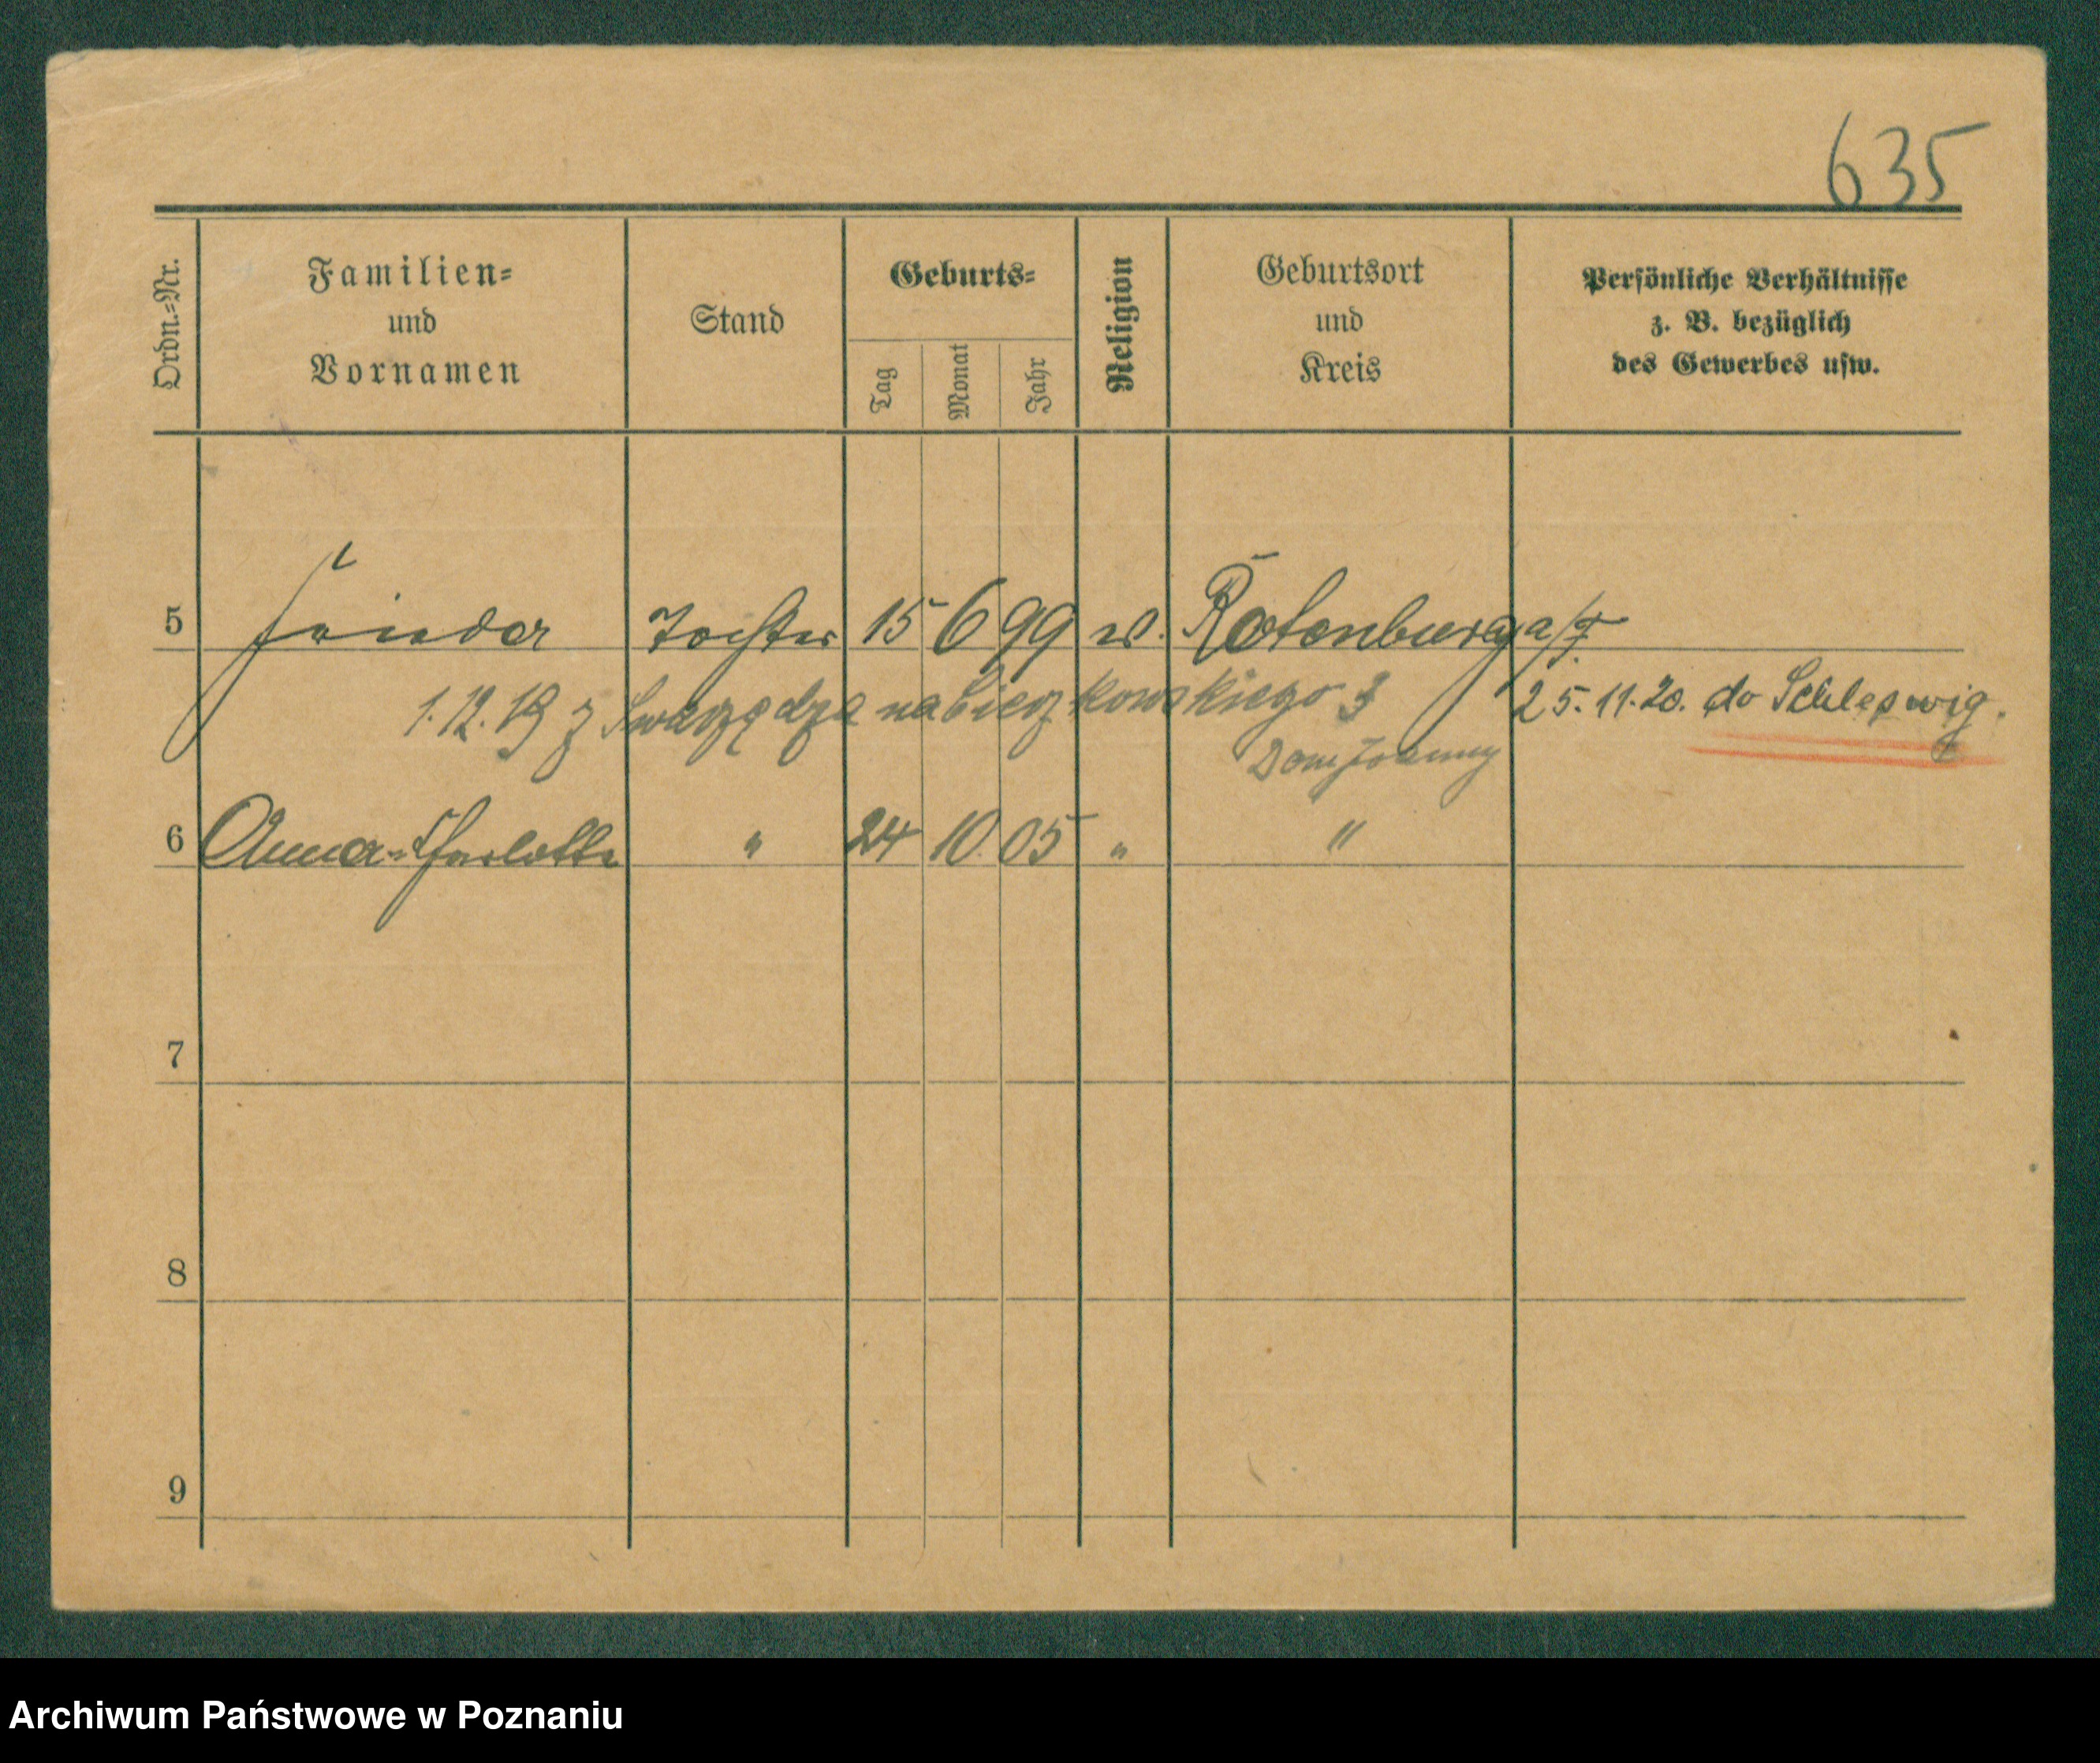 635
Ordn.-Nr.
Familien-
und
Vornamen
Stand
Geburts-
Tag
Monat
Jahr
Religion
Geburtsort
und
Kreis
Persönliche Verhältnisse
z. B. bezüglich
des Gewerbes usw.
5 Tochter 15 6 99 Rotenburg a/F.
1.12.19 z Swarzędza na 3 25.11.20. do Schleswig.
6 Anna-Charlotte " 24 10 05 " "
7
8
9
Archiwum Państwowe w Poznaniu